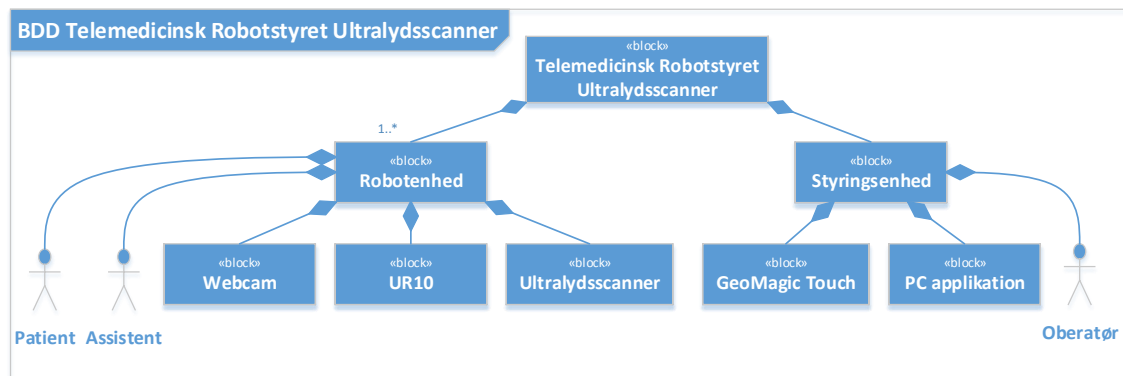 BDD Telemedicinsk Robotstyret Ultralydsscanner
«block»
Telemedicinsk Robotstyret
Ultralydsscanner
1..*
«block»
Robotenhed
«block»
Styringsenhed
«block»
Webcam
«block»
UR10
«block»
Ultralydsscanner
«block»
GeoMagic Touch
«block»
PC applikation
Patient
Assistent
Oberatør